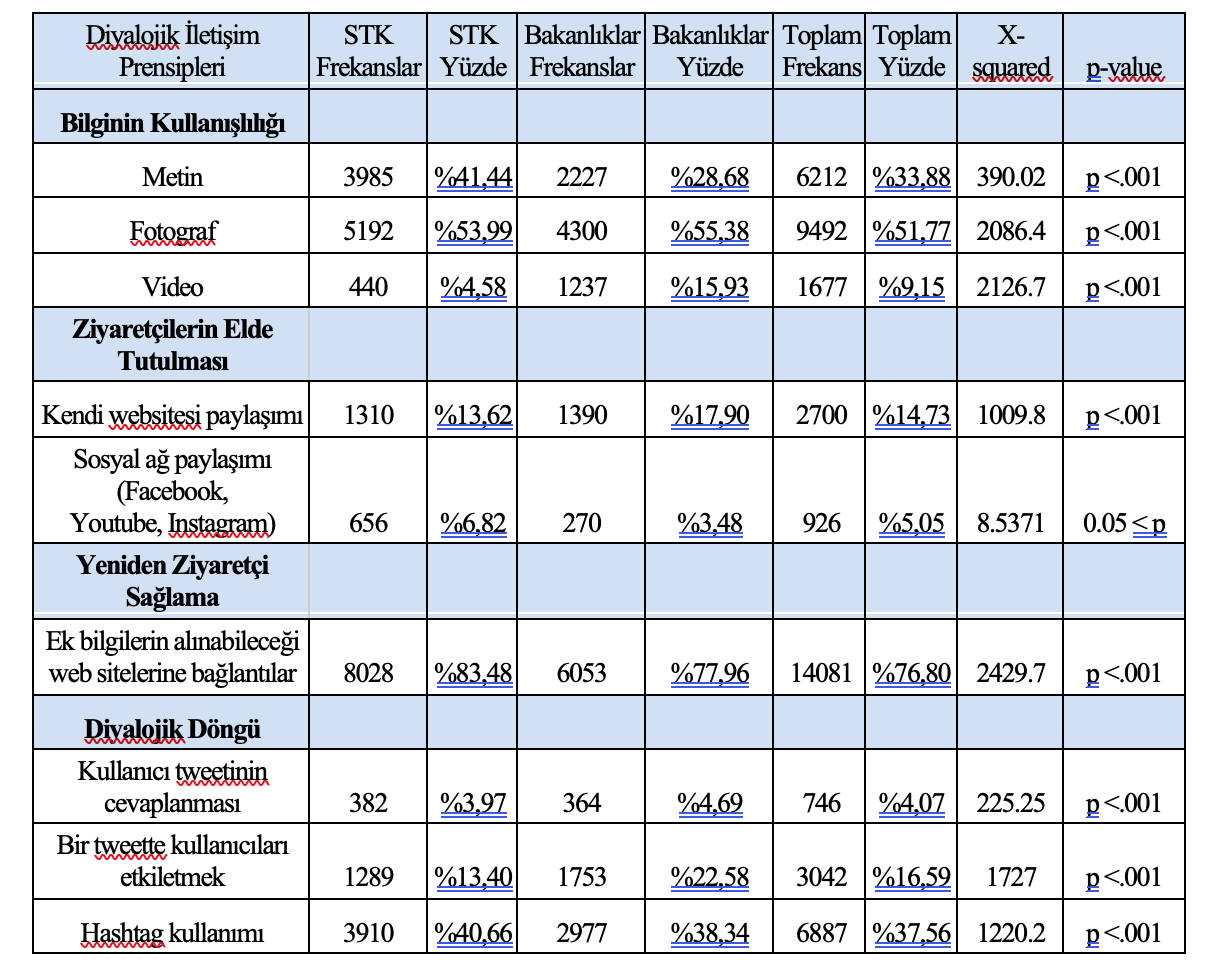 Diyalojik İletişim Prensipleri STK Frekanslar STK Yüzde Bakanlıklar Frekanslar Bakanlıklar Yüzde Toplam Frekans Toplam Yüzde X-squared p-value
Bilginin Kullanışlılığı
Metin 3985 %41,44 2227 %28,68 6212 %33,88 390.02 p<.001
Fotograf 5192 %53,99 4300 %55,38 9492 %51,77 2086.4 p<.001
Video 440 %4,58 1237 %15,93 1677 %9,15 2126.7 p<.001
Ziyaretçilerin Elde
Tutulması
Kendi websitesi paylaşımı 1310 %13,62 1390 %17,90 2700 %14,73 1009.8 p<.001
Sosyal ağ paylaşımı
(Facebook,
Youtube, Instagram) 656 %6,82 270 %3,48 926 %5,05 8.5371 0.05<p
Yeniden Ziyaretçi
Sağlama
Ek bilgilerin alınabileceği
web sitelerine bağlantılar 8028 %83,48 6053 %77,96 14081 %76,80 2429.7 p<.001
Diyalojik Döngü
Kullanıcı tweetinin
cevaplanması 382 %3,97 364 %4,69 746 %4,07 225.25 p<.001
Bir tweette kullanıcıları
etkiletmek 1289 %13,40 1753 %22,58 3042 %16,59 1727 p<.001
Hashtag kullanımı 3910 %40,66 2977 %38,34 6887 %37,56 1220.2 p<.001